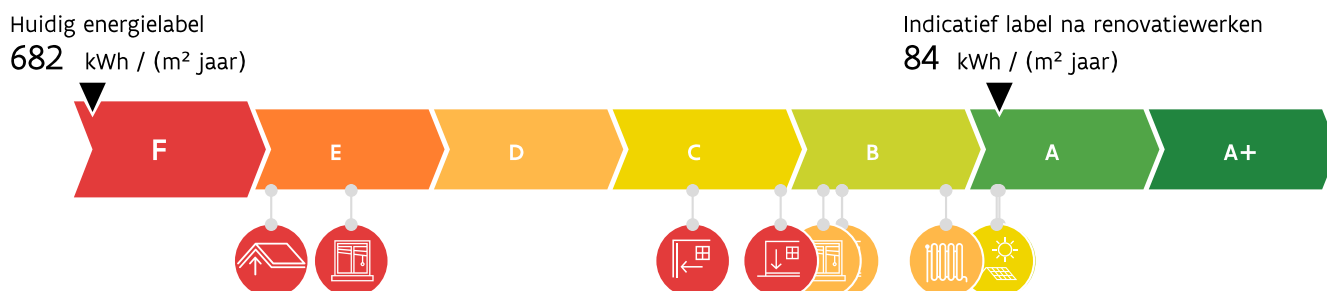 Huidig energielabel
682 kWh / (m² jaar)
Indicatief label na renovatiewerken
84 kWh / (m² jaar)
F E D C B A A+